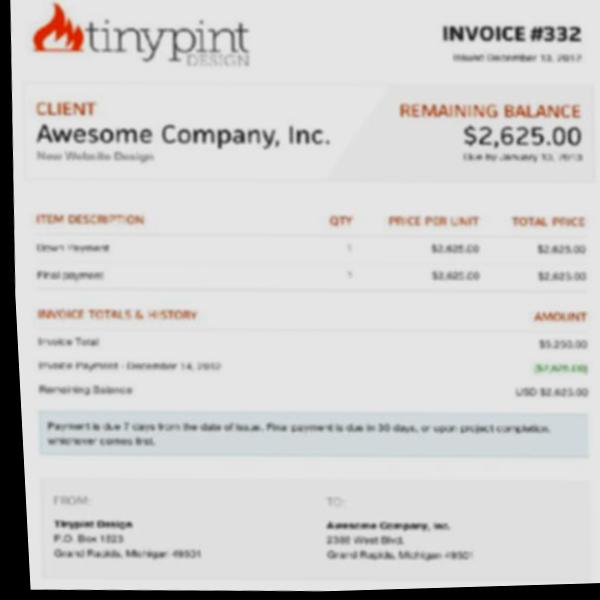 tinypint
DESIGN
INVOICE #332
Issued December 13, 2012
CLIENT
Awesome Company, Inc.
New Website Design
REMAINING BALANCE
$2,625.00
Due by January 13, 2013
ITEM DESCRIPTION QTY PRICE PER UNIT TOTAL PRICE
Down Payment 1 $2,625.00 $2,625.00
Final payment 1 $2,625.00 $2,625.00
INVOICE TOTALS & HISTORY AMOUNT
Invoice Total $5,250.00
Invoice Payment - December 14, 2012 ($2,625.00)
Remaining Balance USD $2,625.00
Payment is due 7 days from the date of issue. Final payment is due in 30 days, or upon project completion,
whichever comes first.
FROM:
Tinypint Design
P.O. Box
Grand Rapids, Michigan 49501
TO:
Awesome Company, Inc.
West Blvd.
Grand Rapids, Michigan 49501